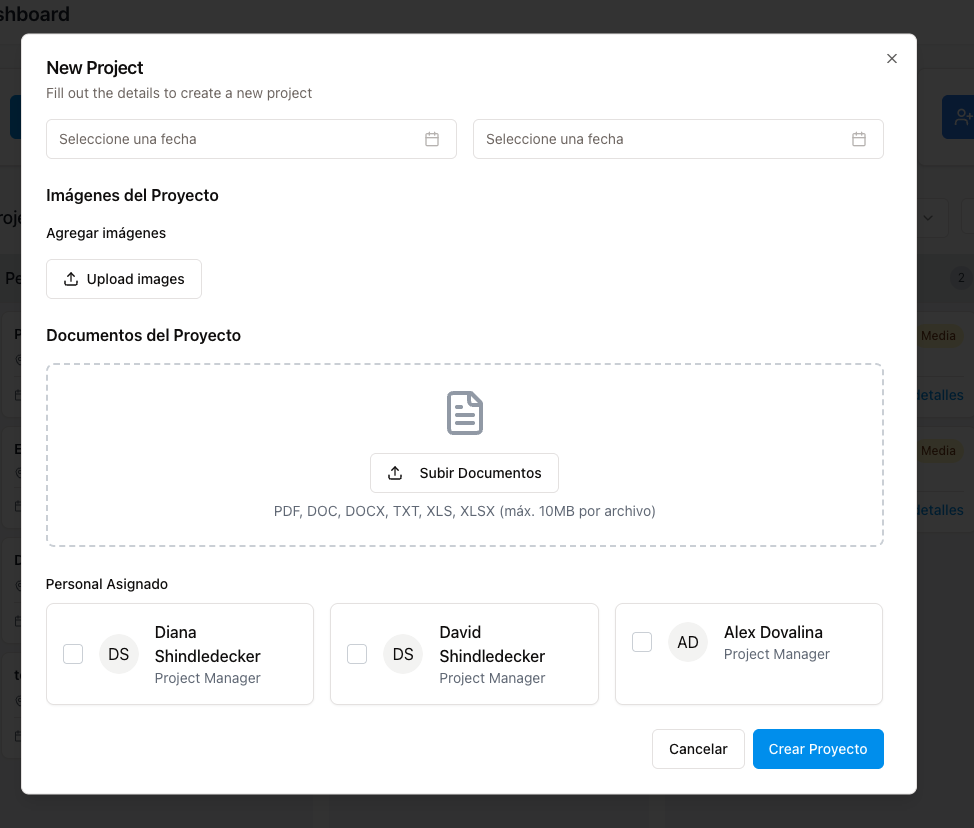 New Project
Fill out the details to create a new project
Seleccione una fecha
Seleccione una fecha
Imágenes del Proyecto
Agregar imágenes
Upload images
Documentos del Proyecto
Subir Documentos
PDF, DOC, DOCX, TXT, XLS, XLSX (máx. 10MB por archivo)
Personal Asignado
DS
Diana
Shindledecker
Project Manager
DS
David
Shindledecker
Project Manager
AD
Alex Dovalina
Project Manager
Cancelar
Crear Proyecto
shboard
Pe
2
Media
detalles
Media
detalles